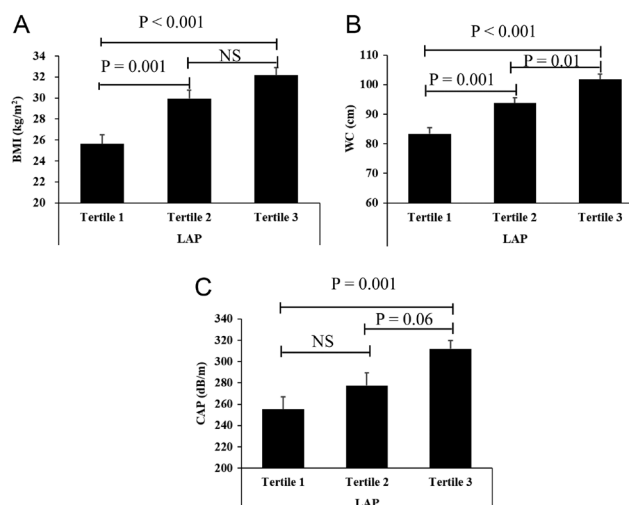 A
P < 0.001
NS
P = 0.001
BMI (kg/m²)
34
32
30
28
26
24
22
20
Tertile 1 Tertile 2 Tertile 3
LAP
B
P <0.001
P = 0.01
P = 0.001
WC (cm)
110
100
90
80
70
60
Tertile 1 Tertile 2 Tertile 3
LAP
C
P = 0.001
P = 0.06
NS
CAP (dB/m)
340
320
300
280
260
240
220
200
Tertile 1 Tertile 2 Tertile 3
LAP